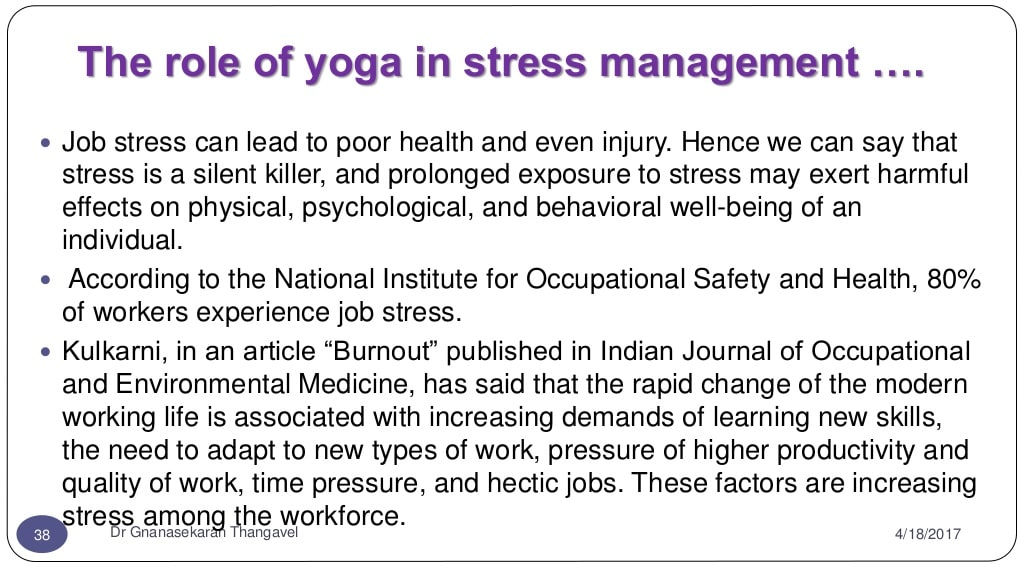 The role of yoga in stress management ….
• Job stress can lead to poor health and even injury. Hence we can say that
stress is a silent killer, and prolonged exposure to stress may exert harmful
effects on physical, psychological, and behavioral well-being of an
individual.
• According to the National Institute for Occupational Safety and Health, 80%
of workers experience job stress.
• Kulkarni, in an article “Burnout” published in Indian Journal of Occupational
and Environmental Medicine, has said that the rapid change of the modern
working life is associated with increasing demands of learning new skills,
the need to adapt to new types of work, pressure of higher productivity and
quality of work, time pressure, and hectic jobs. These factors are increasing
stress among the workforce.
38 Dr Gnanasekaran Thangavel 4/18/2017